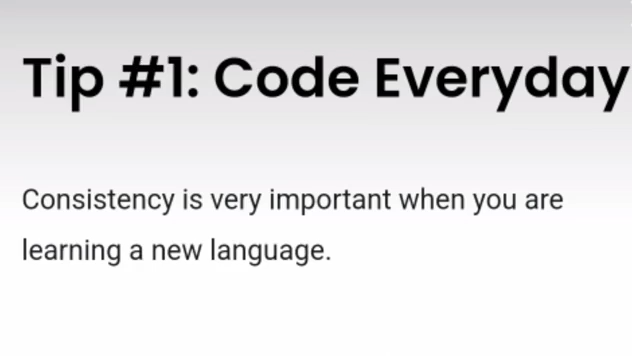 Tip #1: Code Everyday
Consistency is very important when you are
learning a new language.